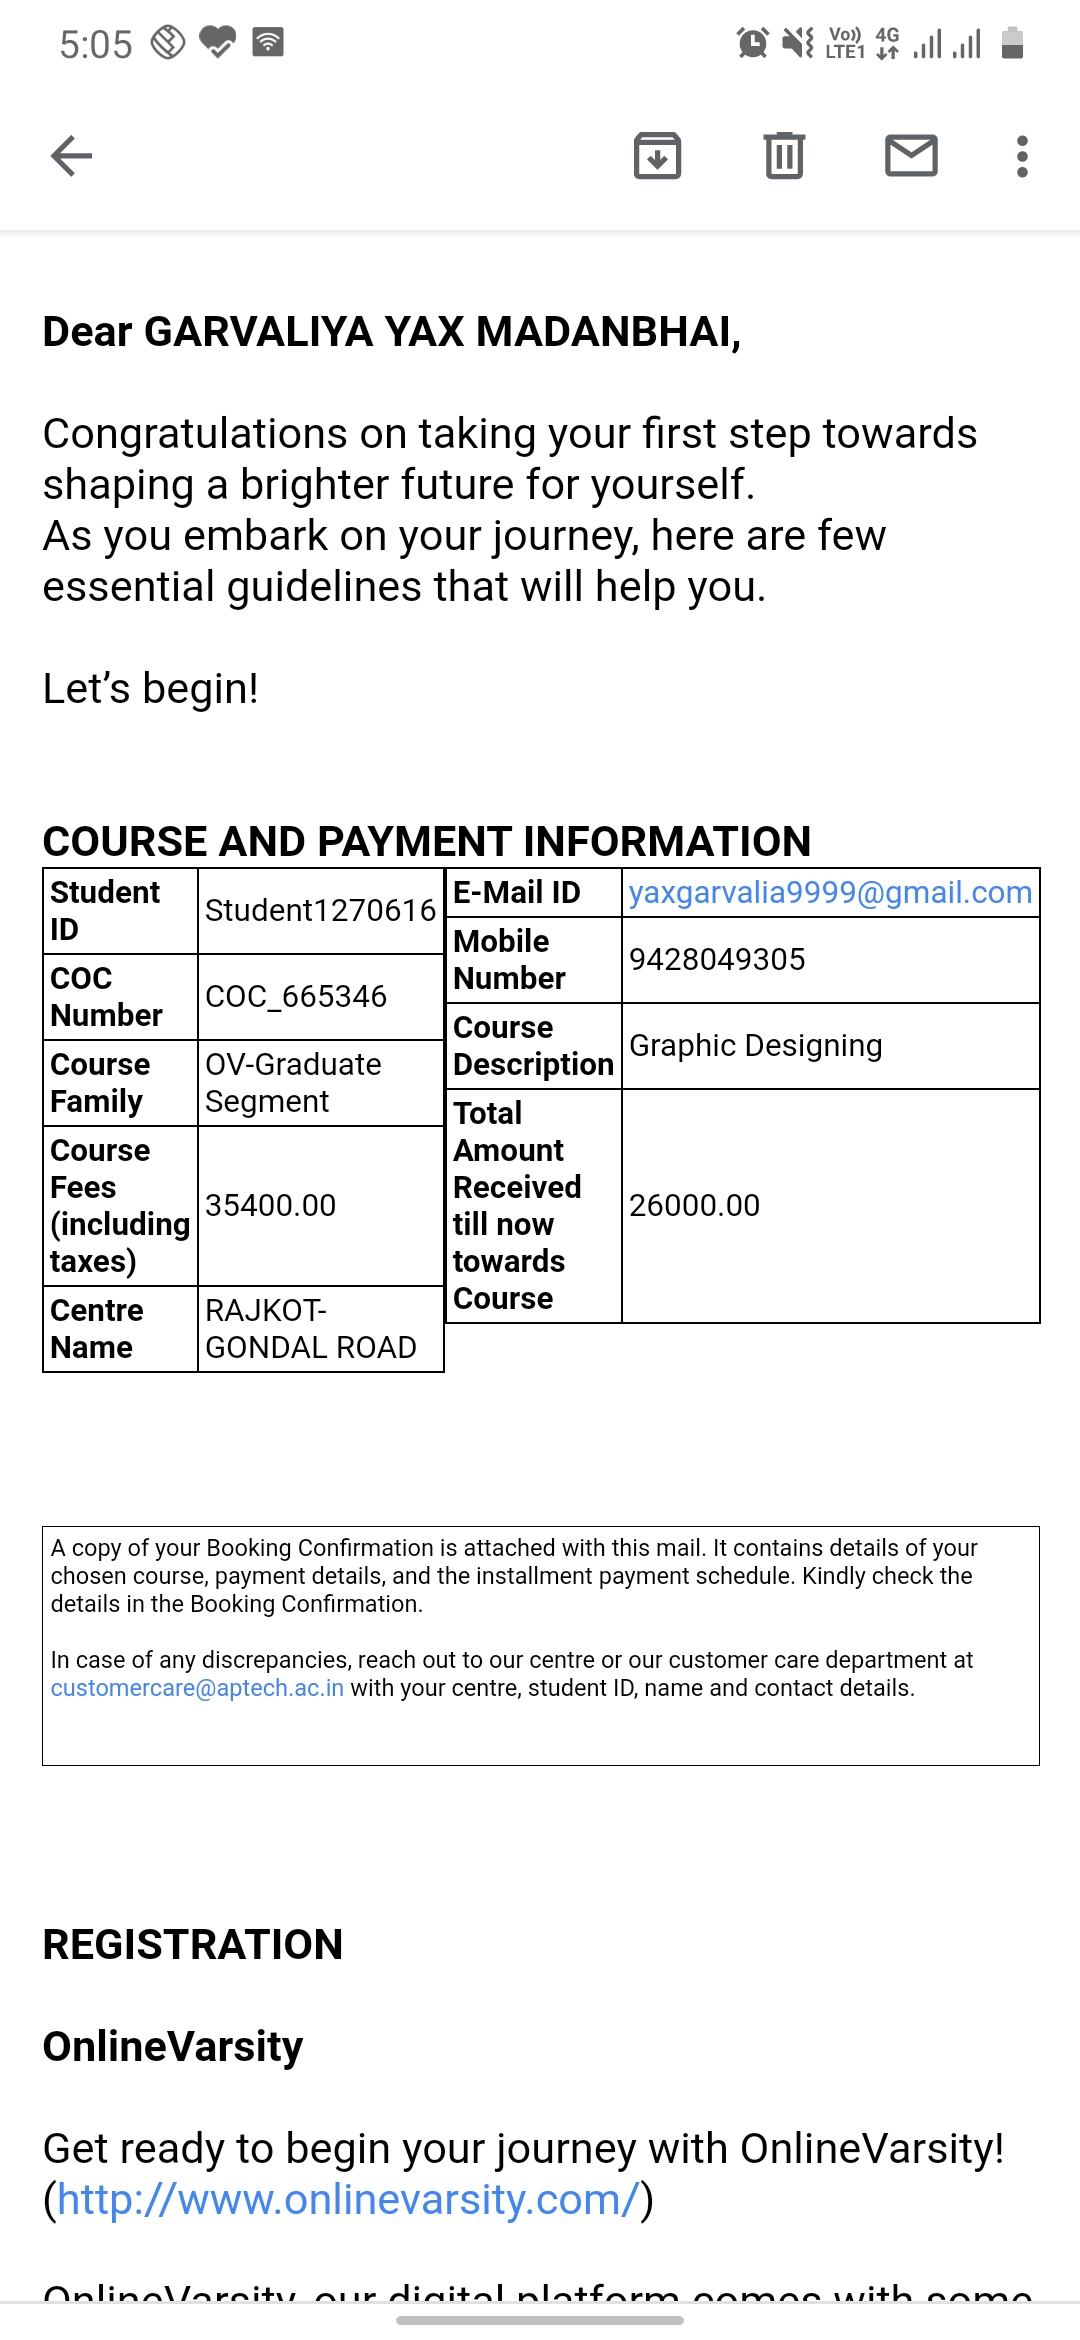 5:05
Vo)) LTE1 4G
Dear GARVALIYA YAX MADANBHAI,
Congratulations on taking your first step towards
shaping a brighter future for yourself.
As you embark on your journey, here are few
essential guidelines that will help you.
Let’s begin!
COURSE AND PAYMENT INFORMATION
Student
ID
Student1270616
COC
Number
COC_665346
Course
Family
OV-Graduate
Segment
Course
Fees
(including
taxes)
35400.00
Centre
Name
RAJKOT-
GONDAL ROAD
E-Mail ID
yaxgarvalia9999@gmail.com
Mobile
Number
9428049305
Course
Description
Graphic Designing
Total
Amount
Received
till now
towards
Course
26000.00
A copy of your Booking Confirmation is attached with this mail. It contains details of your
chosen course, payment details, and the installment payment schedule. Kindly check the
details in the Booking Confirmation.
In case of any discrepancies, reach out to our centre or our customer care department at
customercare@aptech.ac.in with your centre, student ID, name and contact details.
REGISTRATION
OnlineVarsity
Get ready to begin your journey with OnlineVarsity!
(http://www.onlinevarsity.com/)
OnlineVarsity, our digital platform comes with some